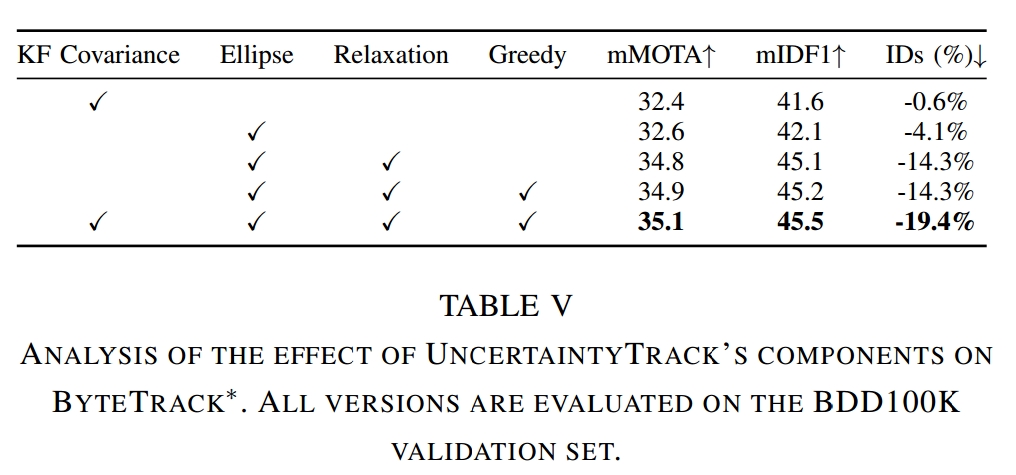 KF Covariance Ellipse Relaxation Greedy mMOTA↑ mIDF1↑ IDs (%)↓
✓ 32.4 41.6 -0.6%
✓ 32.6 42.1 -4.1%
✓ ✓ 34.8 45.1 -14.3%
✓ ✓ ✓ 34.9 45.2 -14.3%
✓ ✓ ✓ ✓ 35.1 45.5 -19.4%
TABLE V
ANALYSIS OF THE EFFECT OF UNCERTAINTYTRACK'S COMPONENTS ON
BYTETRACK*. ALL VERSIONS ARE EVALUATED ON THE BDD100K
VALIDATION SET.